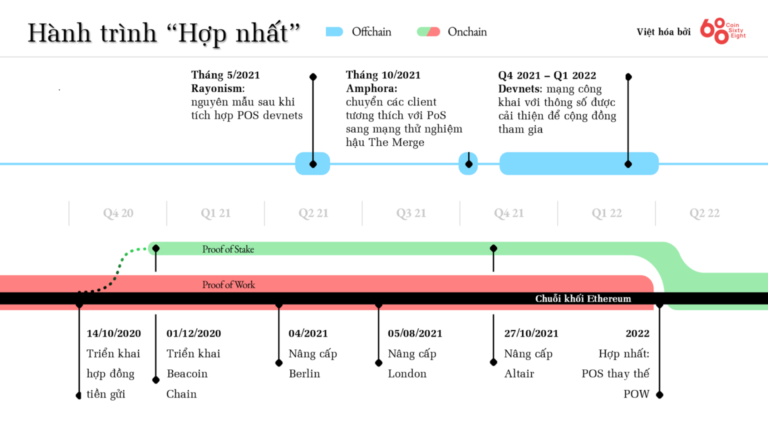 Hành trình “Hợp nhất”
Offchain
Onchain
Việt hóa bởi
68
Coin
Sixty
Eight
Tháng 5/2021
Rayonism:
nguyên mẫu sau khi
tích hợp POS devnets
Tháng 10/2021
Amphora:
chuyển các client
tương thích với PoS
sang mạng thử nghiệm
hậu The Merge
Q4 2021 – Q1 2022
Devnets: mạng công
khai với thông số được
cải thiện để cộng đồng
tham gia
Q4 20
Q1 21
Q2 21
Q3 21
Q4 21
Q1 22
Q2 22
Proof of Stake
Proof of Work
Chuỗi khối Ethereum
14/10/2020
Triển khai
hợp đồng
tiền gửi
01/12/2020
Triển khai
Beacoin
Chain
04/2021
Nâng cấp
Berlin
05/08/2021
Nâng cấp
London
27/10/2021
Nâng cấp
Altair
2022
Hợp nhất:
POS thay thế
POW